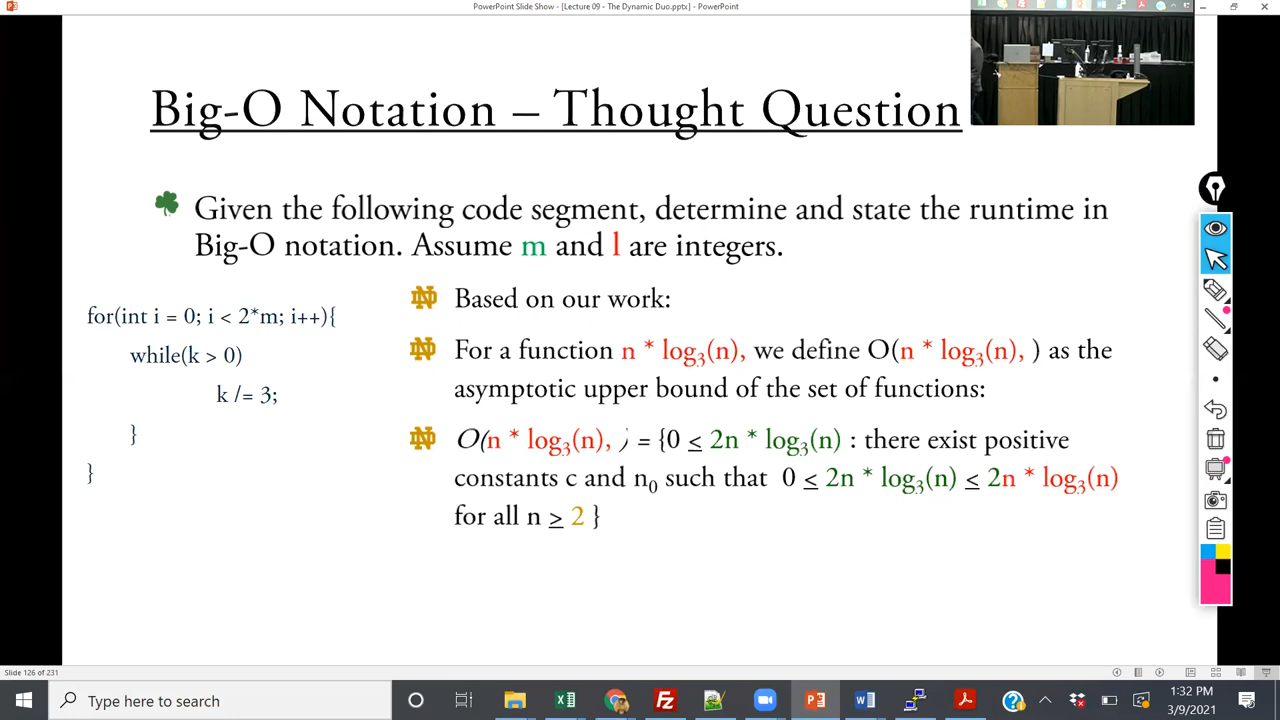 PowerPoint Slide Show - [Lecture 09 - The Dynamic Duo.pptx] - PowerPoint
Big-O Notation – Thought Question
Given the following code segment, determine and state the runtime in
Big-O notation. Assume m and l are integers.
for(int i = 0; i < 2*m; i++){
while(k > 0)
k /= 3;
}
}
Based on our work:
For a function n * log₃(n), we define O(n * log₃(n), ) as the
asymptotic upper bound of the set of functions:
O(n * log₃(n), ) = {0 ≤ 2n * log₃(n) : there exist positive
constants c and n₀ such that 0 ≤ 2n * log₃(n) ≤ 2n * log₃(n)
for all n ≥ 2 }
Slide 126 of 231
Type here to search
1:32 PM
3/9/2021